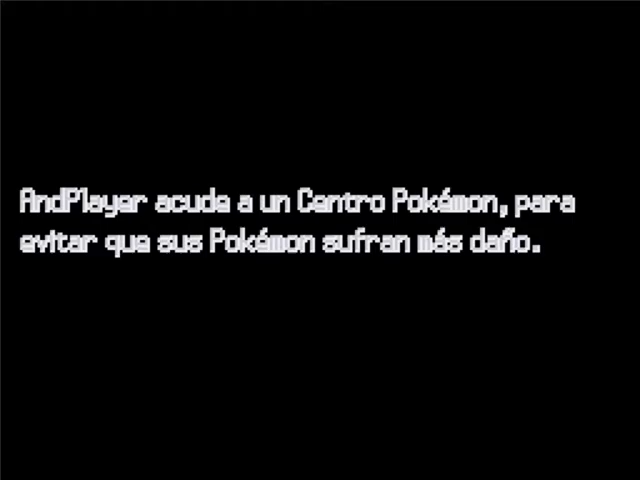 AndPlayer acude a un Centro Pokémon, para
evitar que sus Pokémon sufran más daño.